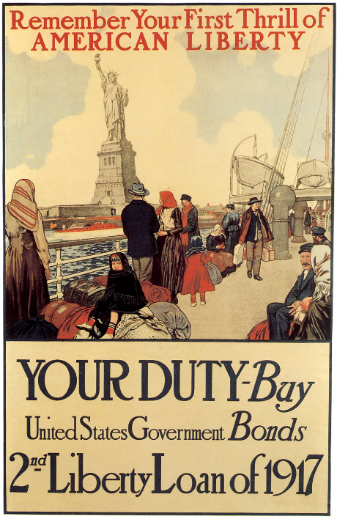 Remember Your First Thrill of
AMERICAN LIBERTY
YOUR DUTY-Buy
United States Government Bonds
2nd Liberty Loan of 1917